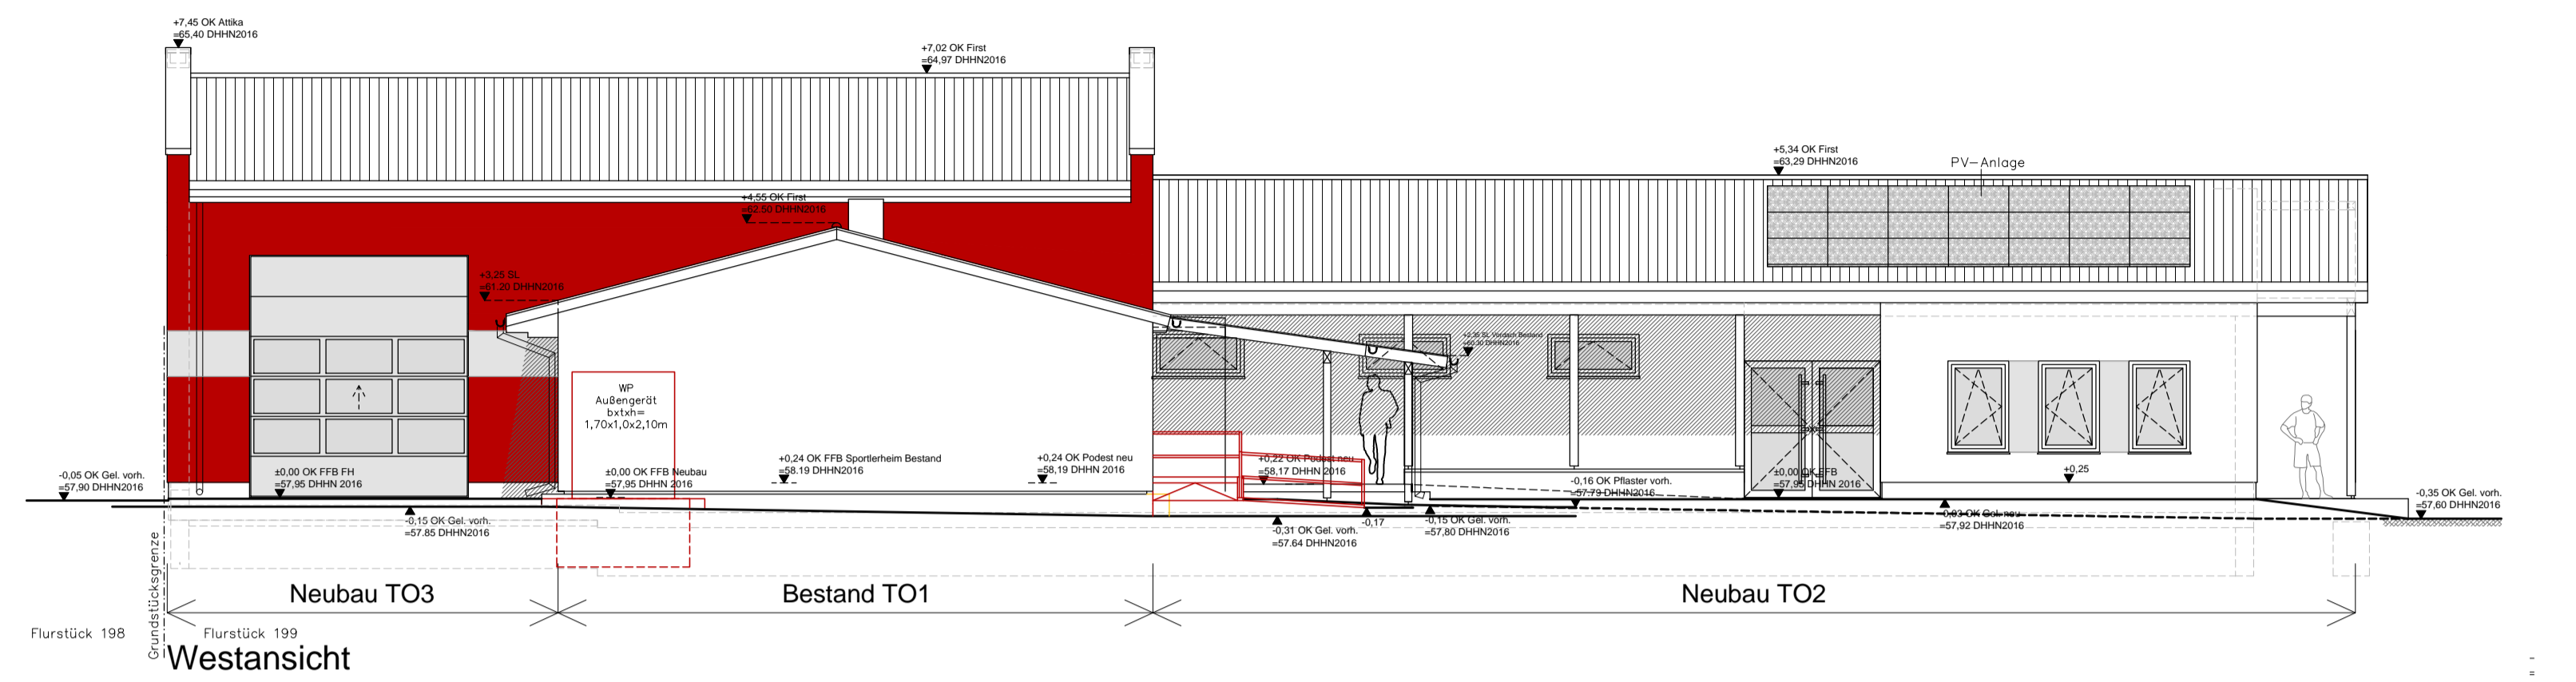 +7,45 OK Attika
=65,40 DHHN2016
+7,02 OK First
=64,97 DHHN2016
+5,34 OK First
=63,29 DHHN2016
PV-Anlage
+4,55 OK First
=62.50 DHHN2016
+3,25 SL
=61.20 DHHN2016
+2,35 SL Vordach Bestand
=60.30 DHHN2016
WP
Außengerät
bxtxh=
1,70x1,0x2,10m
-0,05 OK Gel. vorh.
=57,90 DHHN2016
±0,00 OK FFB FH
=57,95 DHHN 2016
±0,00 OK FFB Neubau
=57,95 DHHN 2016
+0,24 OK FFB Sportlerheim Bestand
=58.19 DHHN2016
+0,24 OK Podest neu
=58,19 DHHN 2016
+0,22 OK Podest neu
=58,17 DHHN 2016
-0,16 OK Pflaster vorh.
=57.79 DHHN2016
±0,00 OK FFB
=57,95 DHHN 2016
+0,25
-0,35 OK Gel. vorh.
=57,60 DHHN2016
-0,15 OK Gel. vorh.
=57.85 DHHN2016
-0,31 OK Gel. vorh.
=57.64 DHHN2016
-0,17
-0,15 OK Gel. vorh.
=57,80 DHHN2016
-0,03 OK Gel. neu
=57,92 DHHN2016
Grundstücksgrenze
Neubau TO3
Bestand TO1
Neubau TO2
Flurstück 198
Flurstück 199
Westansicht